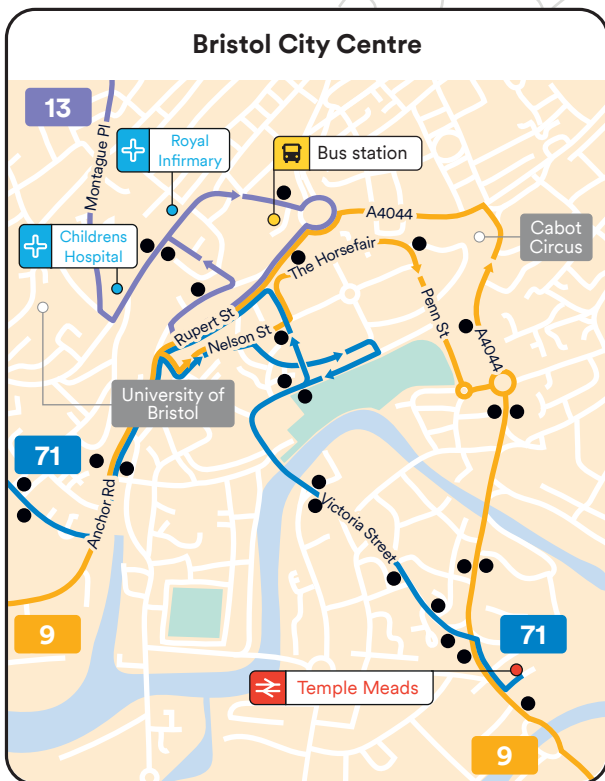 Bristol City Centre
13
Montague Pl
Royal
Infirmary
Bus station
A4044
Cabot
Circus
Childrens
Hospital
The Horsefair
Penn St
A4044
Rupert St
Nelson St
University of
Bristol
71
Anchor Rd
Victoria Street
9
71
Temple Meads
9